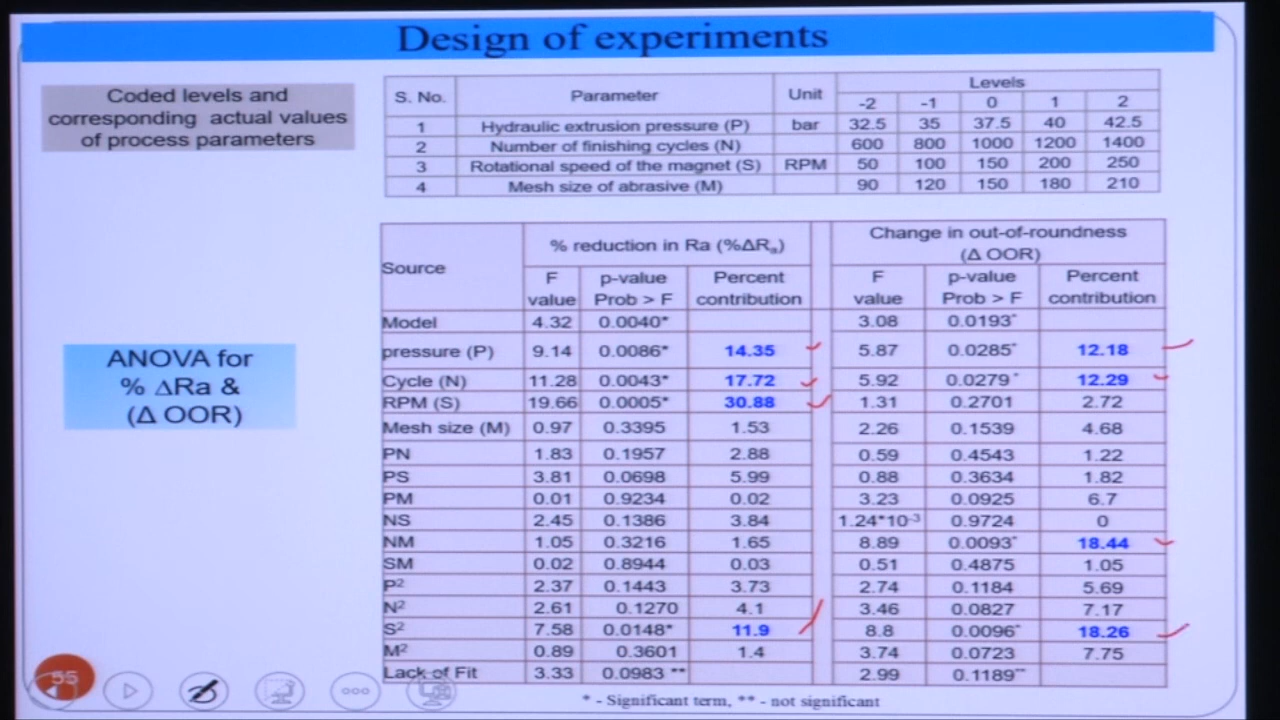 Design of experiments
Coded levels and
corresponding actual values
of process parameters
S. No. Parameter Unit Levels
-2 -1 0 1 2
1 Hydraulic extrusion pressure (P) bar 32.5 35 37.5 40 42.5
2 Number of finishing cycles (N) 600 800 1000 1200 1400
3 Rotational speed of the magnet (S) RPM 50 100 150 200 250
4 Mesh size of abrasive (M) 90 120 150 180 210
ANOVA for
% ΔRa &
(Δ OOR)
Source % reduction in Ra (%ΔRₐ) Change in out-of-roundness
(Δ OOR)
F p-value Percent F p-value Percent
value Prob > F contribution value Prob > F contribution
Model 4.32 0.0040* 3.08 0.0193*
pressure (P) 9.14 0.0086* 14.35 5.87 0.0285* 12.18
Cycle (N) 11.28 0.0043* 17.72 5.92 0.0279 * 12.29
RPM (S) 19.66 0.0005* 30.88 1.31 0.2701 2.72
Mesh size (M) 0.97 0.3395 1.53 2.26 0.1539 4.68
PN 1.83 0.1957 2.88 0.59 0.4543 1.22
PS 3.81 0.0698 5.99 0.88 0.3634 1.82
PM 0.01 0.9234 0.02 3.23 0.0925 6.7
NS 2.45 0.1386 3.84 1.24*10⁻³ 0.9724 0
NM 1.05 0.3216 1.65 8.89 0.0093* 18.44
SM 0.02 0.8944 0.03 0.51 0.4875 1.05
P² 2.37 0.1443 3.73 2.74 0.1184 5.69
N² 2.61 0.1270 4.1 3.46 0.0827 7.17
S² 7.58 0.0148* 11.9 8.8 0.0096* 18.26
M² 0.89 0.3601 1.4 3.74 0.0723 7.75
Lack of Fit 3.33 0.0983 ** 2.99 0.1189**
* - Significant term, ** - not significant
55